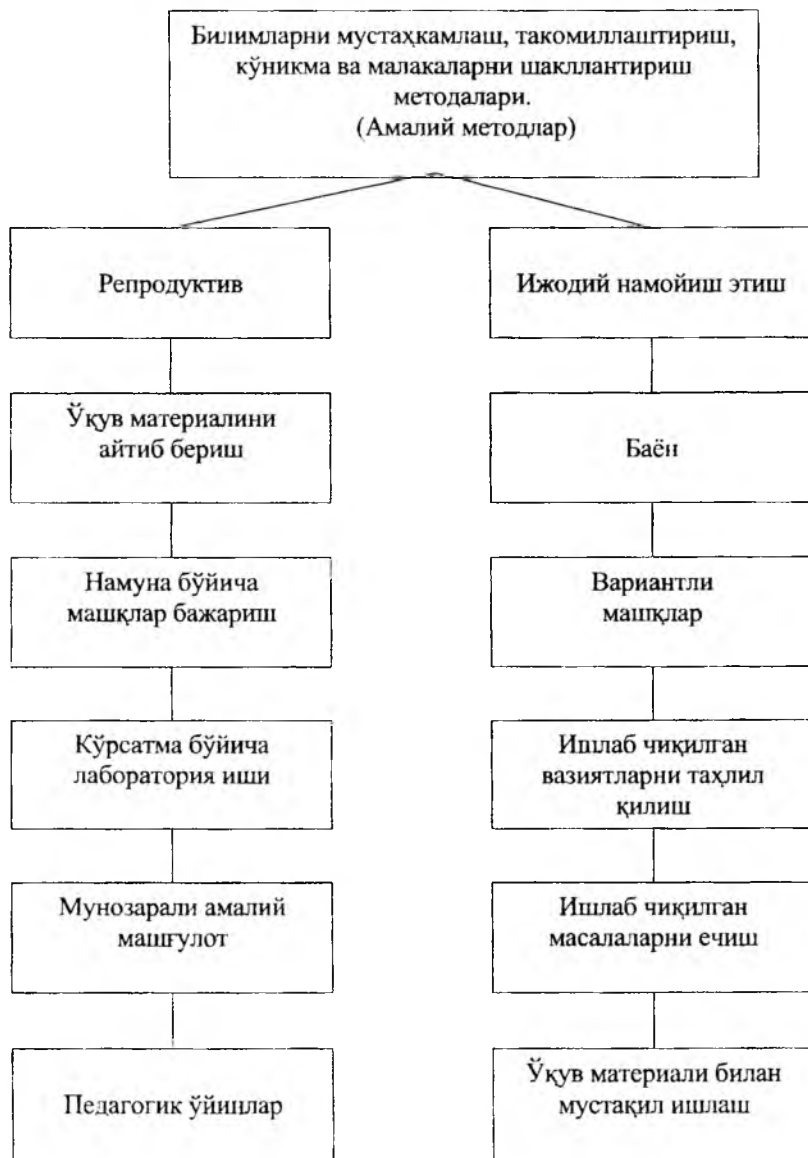 Билимларни мустаҳкамлаш, такомиллаштириш,
кўникма ва малакаларни шакллантириш
методалари.
(Амалий методлар)
Репродуктив
Ижодий намойиш этиш
Ўқув материалини
айтиб бериш
Баён
Намуна бўйича
машқлар бажариш
Вариантли
машқлар
Кўрсатма бўйича
лаборатория иши
Ишлаб чиқилган
вазиятларни таҳлил
қилиш
Мунозарали амалий
машғулот
Ишлаб чиқилган
масалаларни ечиш
Педагогик ўйинлар
Ўқув материали билан
мустақил ишлаш